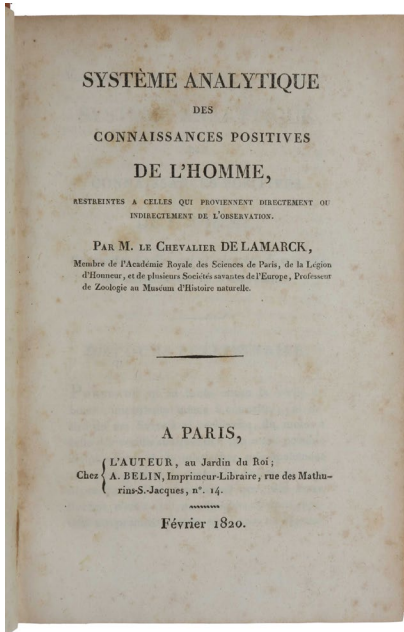 SYSTÈME ANALYTIQUE
DES
CONNAISSANCES POSITIVES
DE L'HOMME,
RESTREINTES A CELLES QUI PROVIENNENT DIRECTEMENT OU
INDIRECTEMENT DE L'OBSERVATION.
PAR M. LE CHEVALIER DE LAMARCK,
Membre de l'Académie Royale des Sciences de Paris, de la Légion
d'Honneur, et de plusieurs Sociétés savantes de l'Europe, Professeur
de Zoologie au Muséum d'Histoire naturelle.
A PARIS,
Chez { L'AUTEUR, au Jardin du Roi;
A. BELIN, Imprimeur-Libraire, rue des Mathu-
rins-S.-Jacques, n°. 14.
Février 1820.